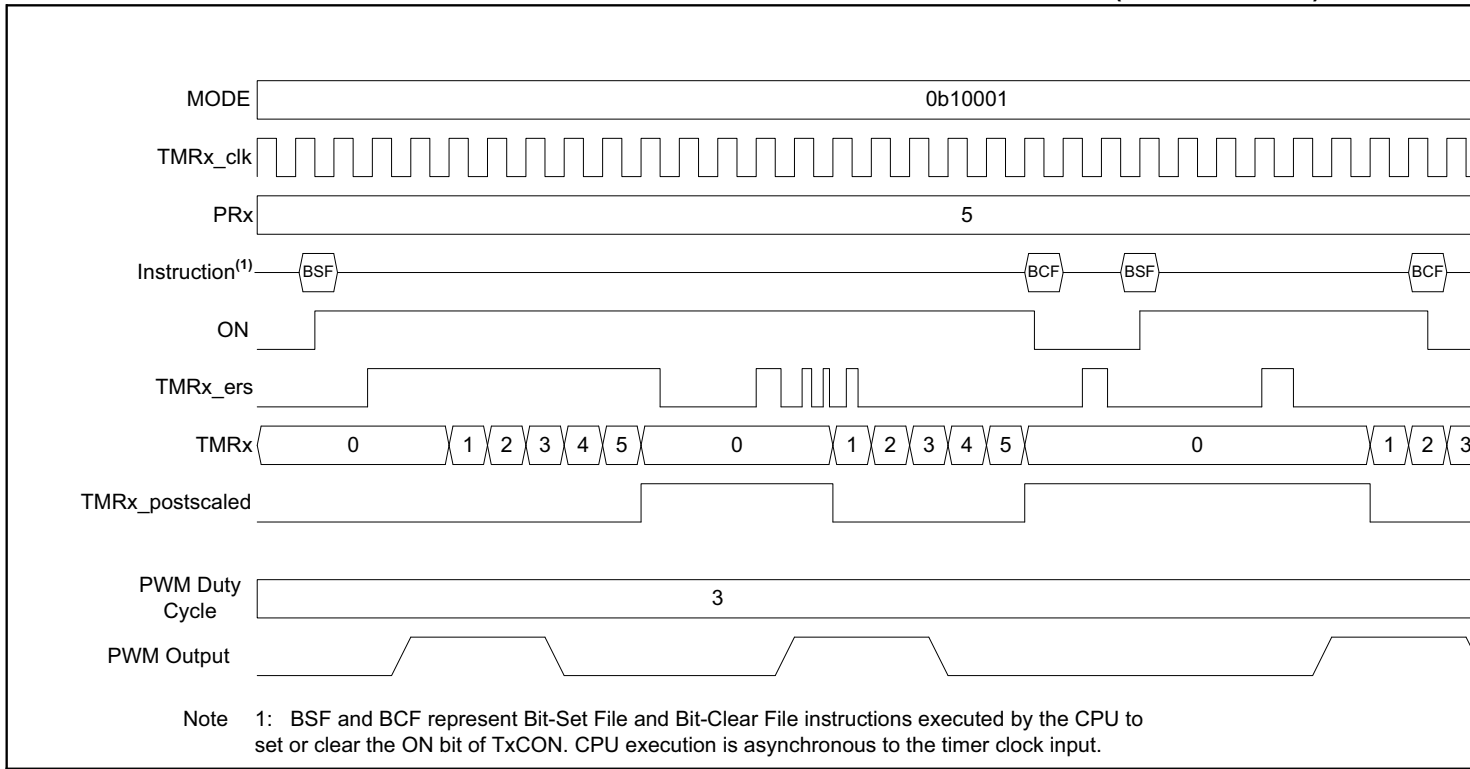 MODE 0b10001
TMRx_clk
PRx 5
Instruction(1) BSF BCF BSF BCF
ON
TMRx_ers
TMRx 0 1 2 3 4 5 0 1 2 3 4 5 0 1 2 3
TMRx_postscaled
PWM Duty
Cycle 3
PWM Output
Note 1: BSF and BCF represent Bit-Set File and Bit-Clear File instructions executed by the CPU to
set or clear the ON bit of TxCON. CPU execution is asynchronous to the timer clock input.